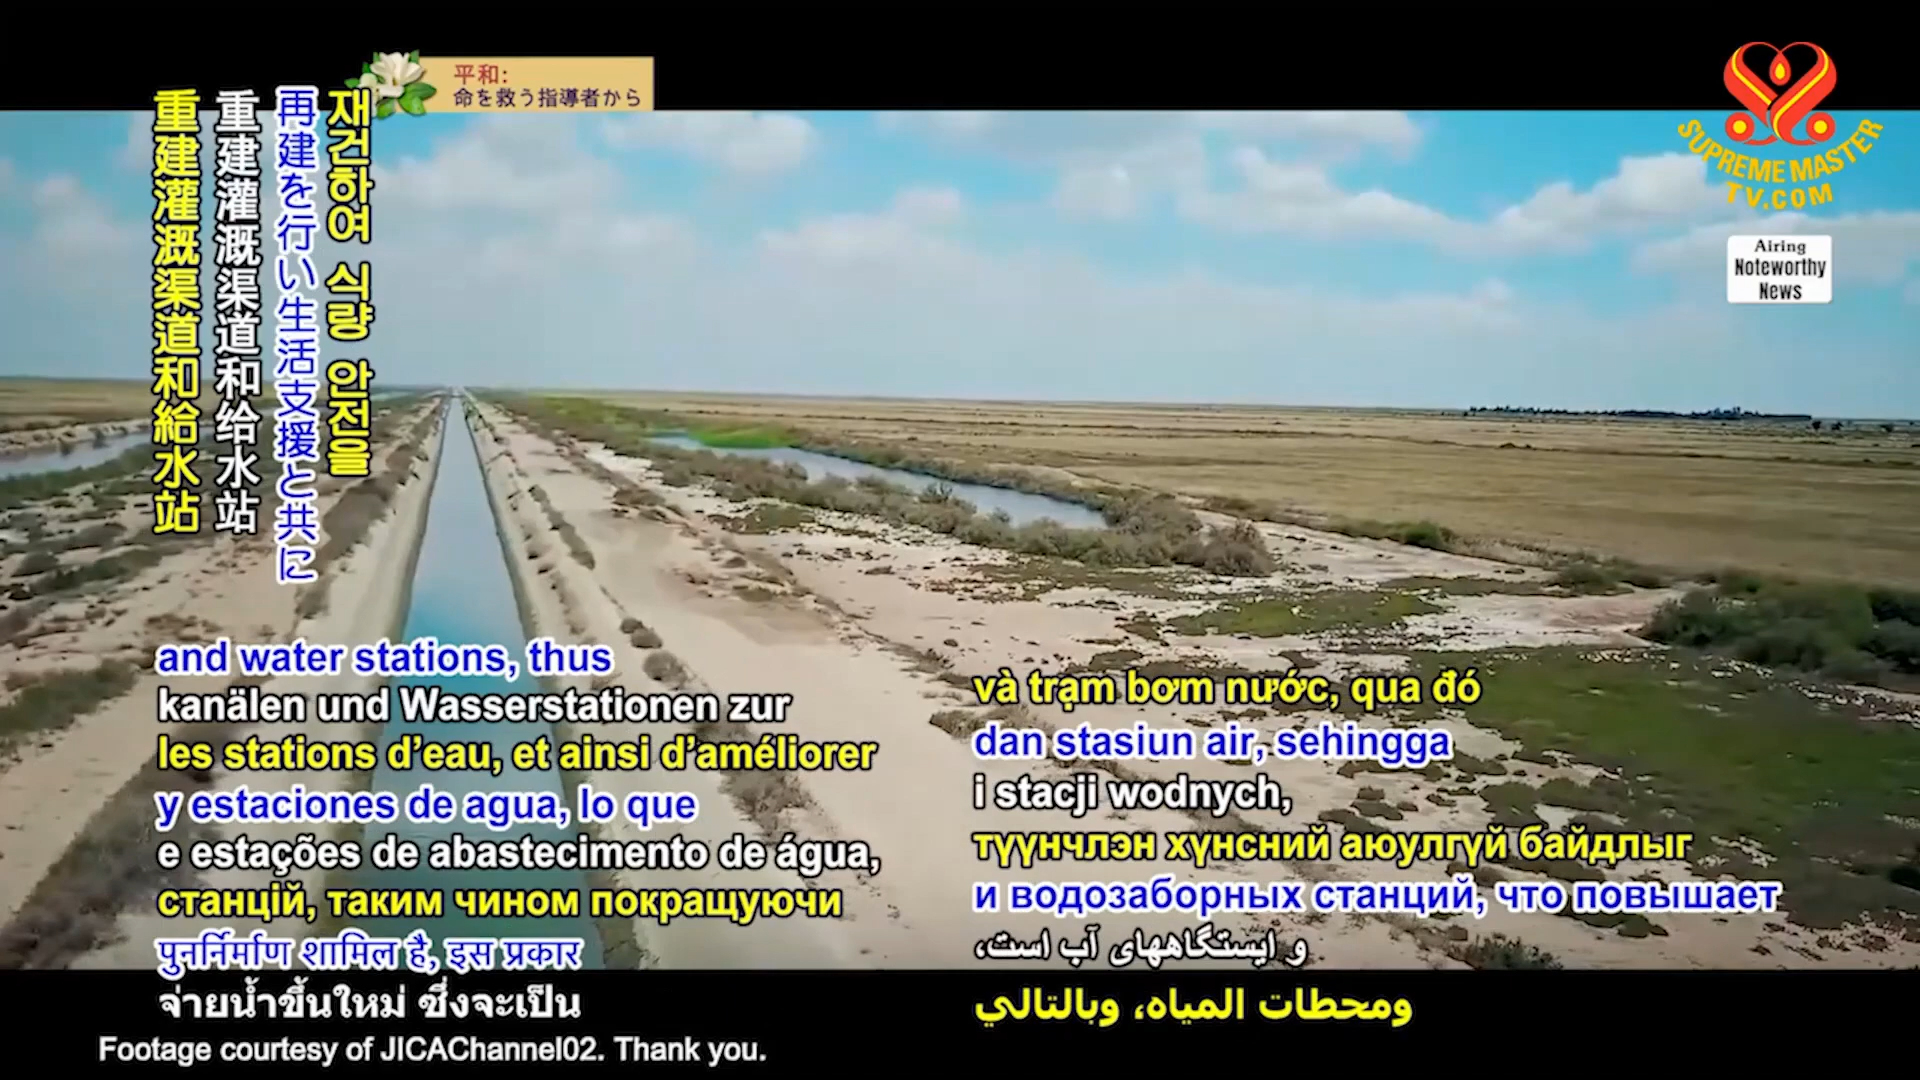 平和:
命を救う指導者から
SUPREME MASTER
TV.COM
Airing
Noteworthy
News
재건하여 식량 안전을
再建を行い生活支援と共に
重建灌溉渠道和给水站
重建灌溉渠道和給水站
and water stations, thus
kanälen und Wasserstationen zur
les stations d’eau, et ainsi d’améliorer
y estaciones de agua, lo que
e estações de abastecimento de água,
станцій, таким чином покращуючи
पुनर्निर्माण शामिल है, इस प्रकार
จ่ายน้ำขึ้นใหม่ ซึ่งจะเป็น
và trạm bơm nước, qua đó
dan stasiun air, sehingga
i stacji wodnych,
түүнчлэн хүнсний аюулгүй байдлыг
и водозаборных станций, что повышает
و ایستگاههای آب است،
ومحطات المياه، وبالتالي
Footage courtesy of JICAChannel02. Thank you.